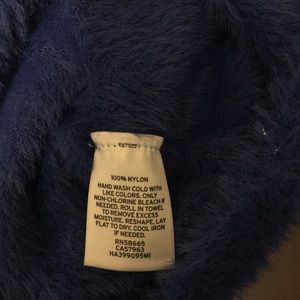 100% NYLON
HAND WASH COLD WITH
LIKE COLORS. ONLY
NON-CHLORINE BLEACH IF
NEEDED. ROLL IN TOWEL
TO REMOVE EXCESS
MOISTURE. RESHAPE, LAY
FLAT TO DRY. COOL IRON
IF NEEDED.
RN58665
CA57963
HA399095MI